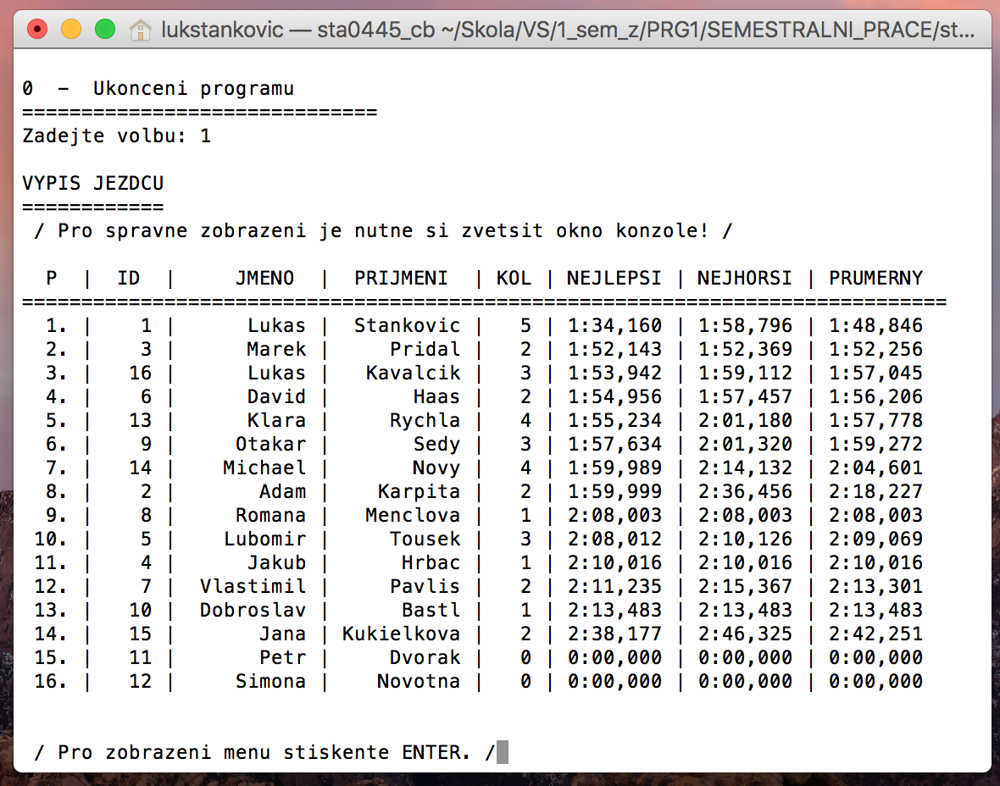 lukstankovic — sta0445_cb ~/Skola/VS/1_sem_z/PRG1/SEMESTRALNI_PRACE/st...
0  -  Ukonceni programu
==============================
Zadejte volbu: 1
VYPIS JEZDCU
============
/ Pro spravne zobrazeni je nutne si zvetsit okno konzole! /
P | ID | JMENO | PRIJMENI | KOL | NEJLEPSI | NEJHORSI | PRUMERNY
==============================================================================
1. | 1 | Lukas | Stankovic | 5 | 1:34,160 | 1:58,796 | 1:48,846
2. | 3 | Marek | Pridal | 2 | 1:52,143 | 1:52,369 | 1:52,256
3. | 16 | Lukas | Kavalcik | 3 | 1:53,942 | 1:59,112 | 1:57,045
4. | 6 | David | Haas | 2 | 1:54,956 | 1:57,457 | 1:56,206
5. | 13 | Klara | Rychla | 4 | 1:55,234 | 2:01,180 | 1:57,778
6. | 9 | Otakar | Sedy | 3 | 1:57,634 | 2:01,320 | 1:59,272
7. | 14 | Michael | Novy | 4 | 1:59,989 | 2:14,132 | 2:04,601
8. | 2 | Adam | Karpita | 2 | 1:59,999 | 2:36,456 | 2:18,227
9. | 8 | Romana | Menclova | 1 | 2:08,003 | 2:08,003 | 2:08,003
10. | 5 | Lubomir | Tousek | 3 | 2:08,012 | 2:10,126 | 2:09,069
11. | 4 | Jakub | Hrbac | 1 | 2:10,016 | 2:10,016 | 2:10,016
12. | 7 | Vlastimil | Pavlis | 2 | 2:11,235 | 2:15,367 | 2:13,301
13. | 10 | Dobroslav | Bastl | 1 | 2:13,483 | 2:13,483 | 2:13,483
14. | 15 | Jana | Kukielkova | 2 | 2:38,177 | 2:46,325 | 2:42,251
15. | 11 | Petr | Dvorak | 0 | 0:00,000 | 0:00,000 | 0:00,000
16. | 12 | Simona | Novotna | 0 | 0:00,000 | 0:00,000 | 0:00,000
/ Pro zobrazeni menu stiskente ENTER. /